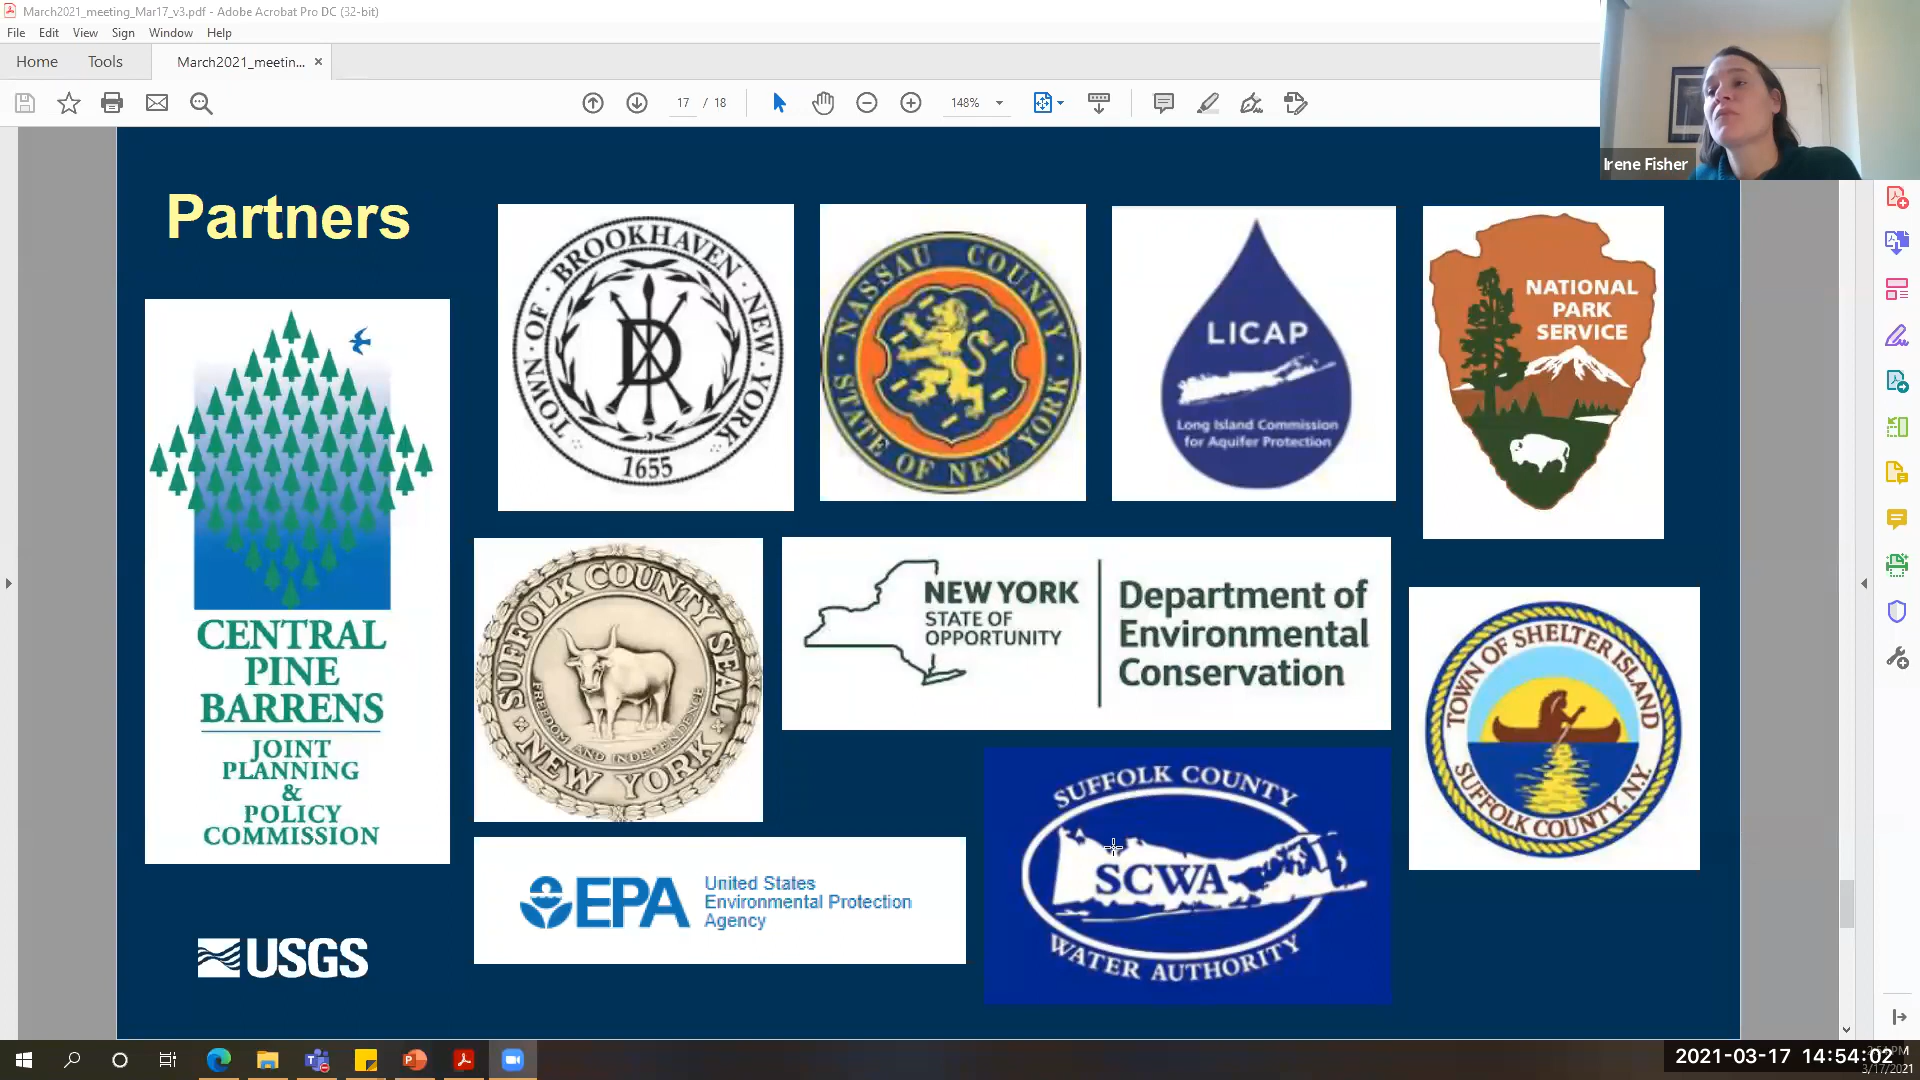 March2021_meeting_Mar17_v3.pdf - Adobe Acrobat Pro DC (32-bit)
File Edit View Sign Window Help
Home Tools March2021_meetin... ×
17 / 18 148%
Irene Fisher
Partners
TOWN · OF · BROOKHAVEN · NEW · YORK
1655
NASSAU COUNTY
STATE OF NEW YORK
LICAP
Long Island Commission
for Aquifer Protection
NATIONAL
PARK
SERVICE
CENTRAL
PINE
BARRENS
JOINT
PLANNING
&
POLICY
COMMISSION
SUFFOLK COUNTY SEAL
FREEDOM AND INDEPENDENCE
NEW YORK
NEW YORK
STATE OF
OPPORTUNITY
Department of
Environmental
Conservation
TOWN OF SHELTER ISLAND
SUFFOLK COUNTY, N.Y.
SUFFOLK COUNTY
SCWA
WATER AUTHORITY
EPA
United States
Environmental Protection
Agency
USGS
2021-03-17 14:54:02
3/17/2021